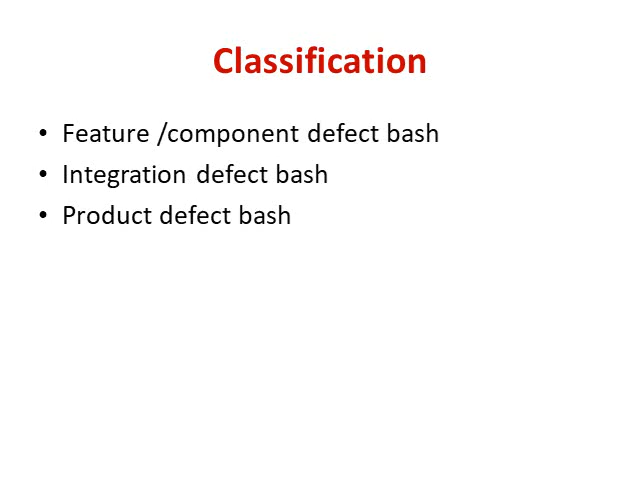 Classification
• Feature /component defect bash
• Integration defect bash
• Product defect bash